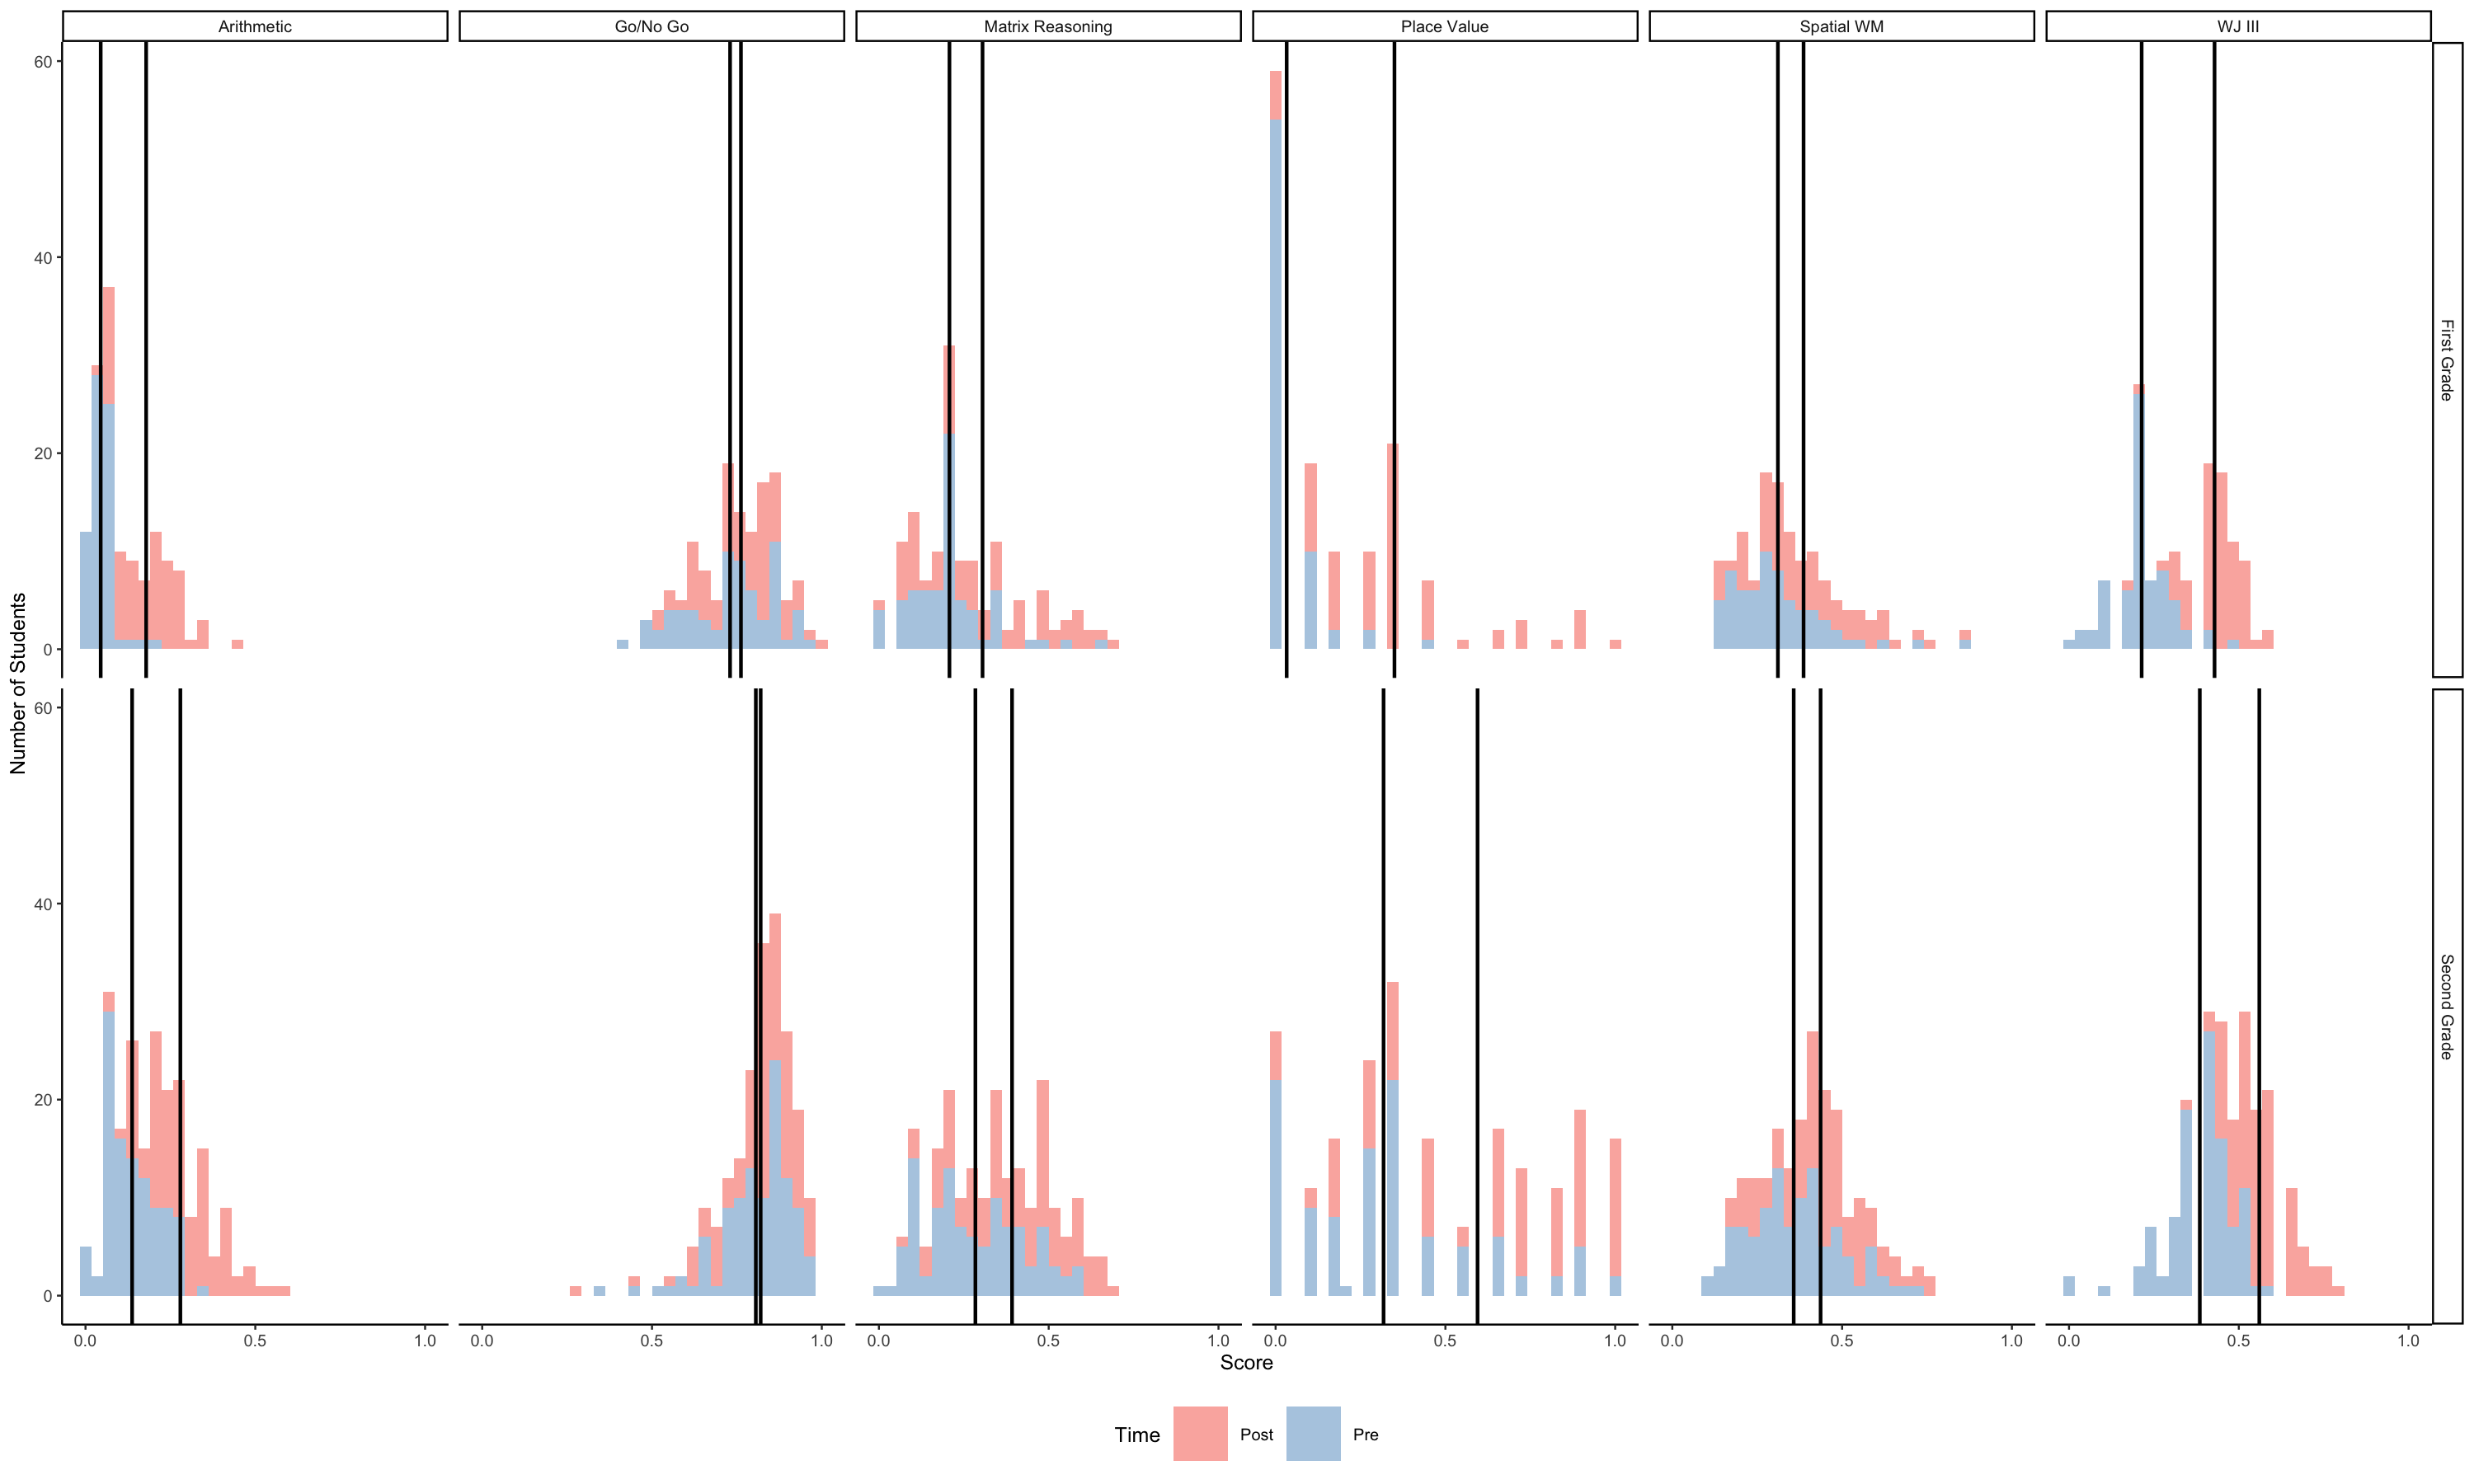 Arithmetic
Go/No Go
Matrix Reasoning
Place Value
Spatial WM
WJ III
60
40
20
0
First Grade
Number of Students
60
40
20
0
Second Grade
0.0 0.5 1.0
0.0 0.5 1.0
0.0 0.5 1.0
0.0 0.5 1.0
0.0 0.5 1.0
0.0 0.5 1.0
Score
Time Post Pre